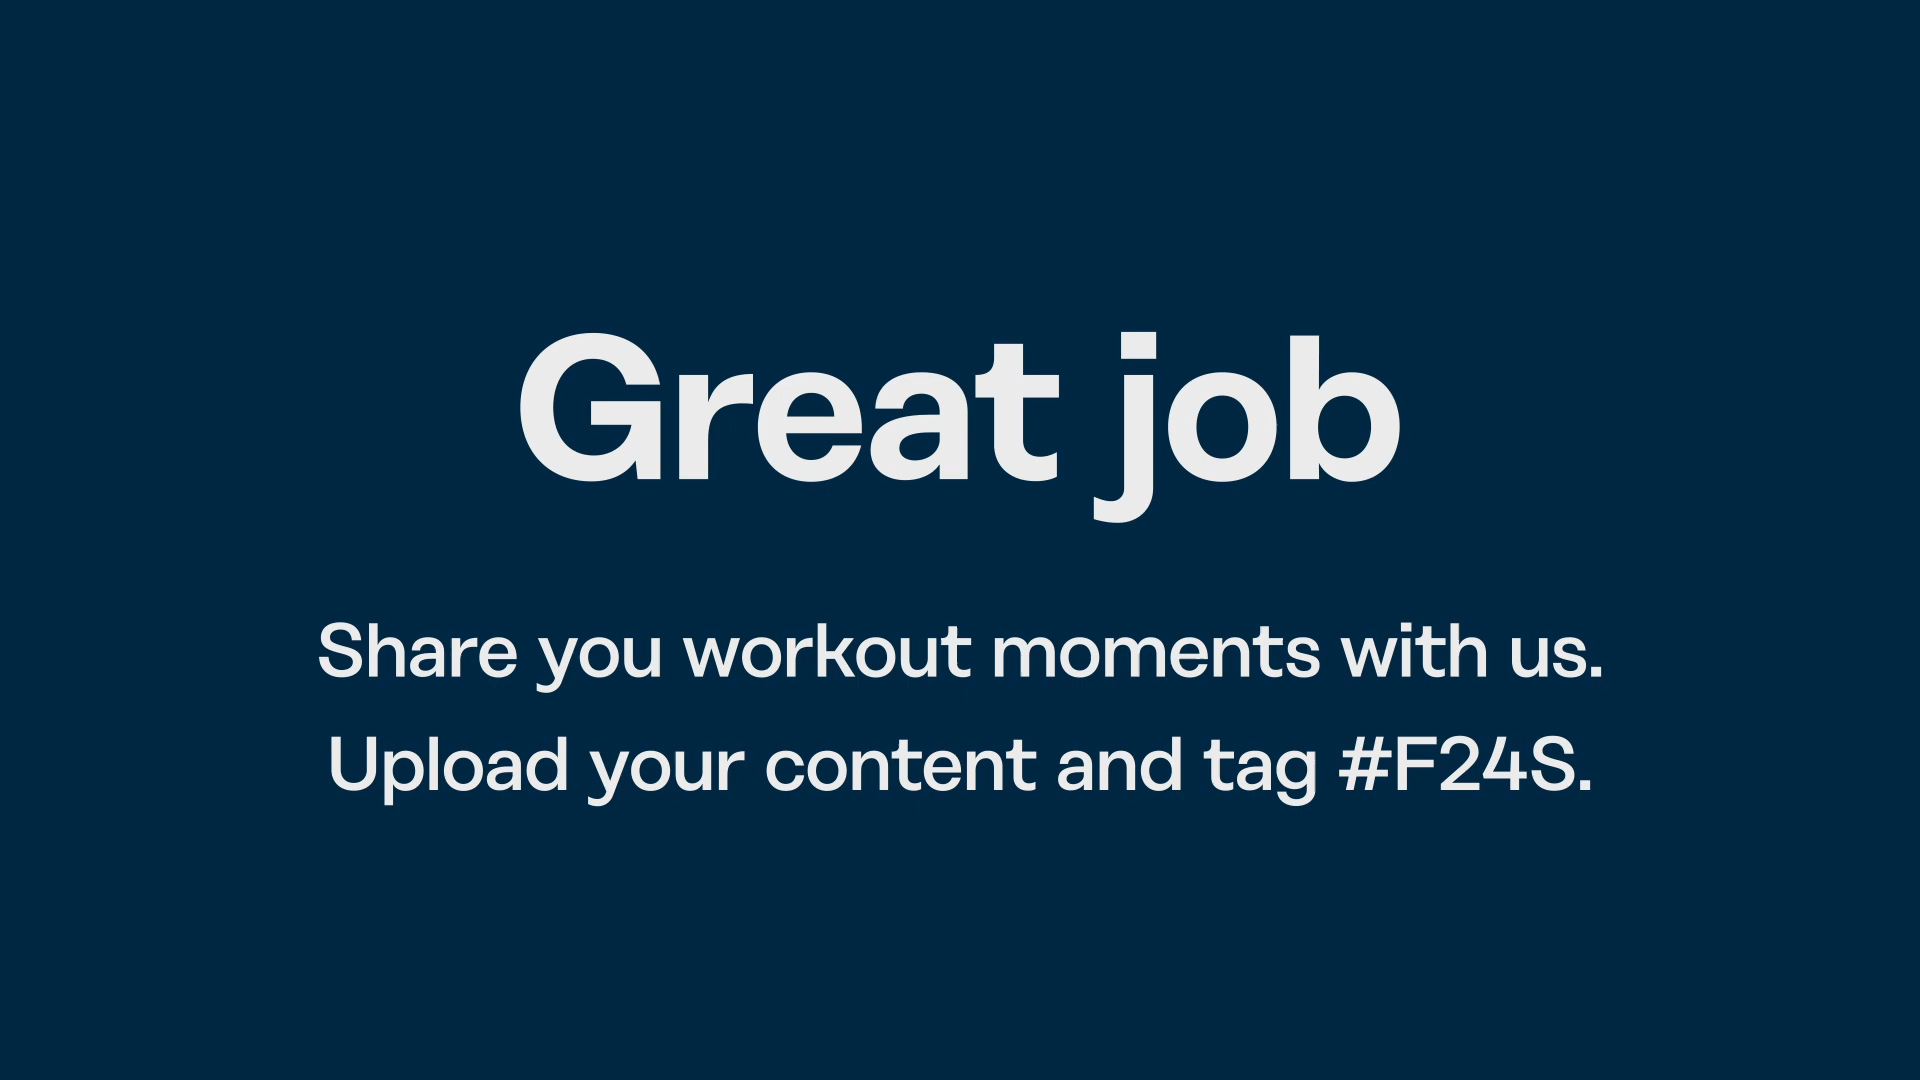 Great job
Share you workout moments with us.
Upload your content and tag #F24S.